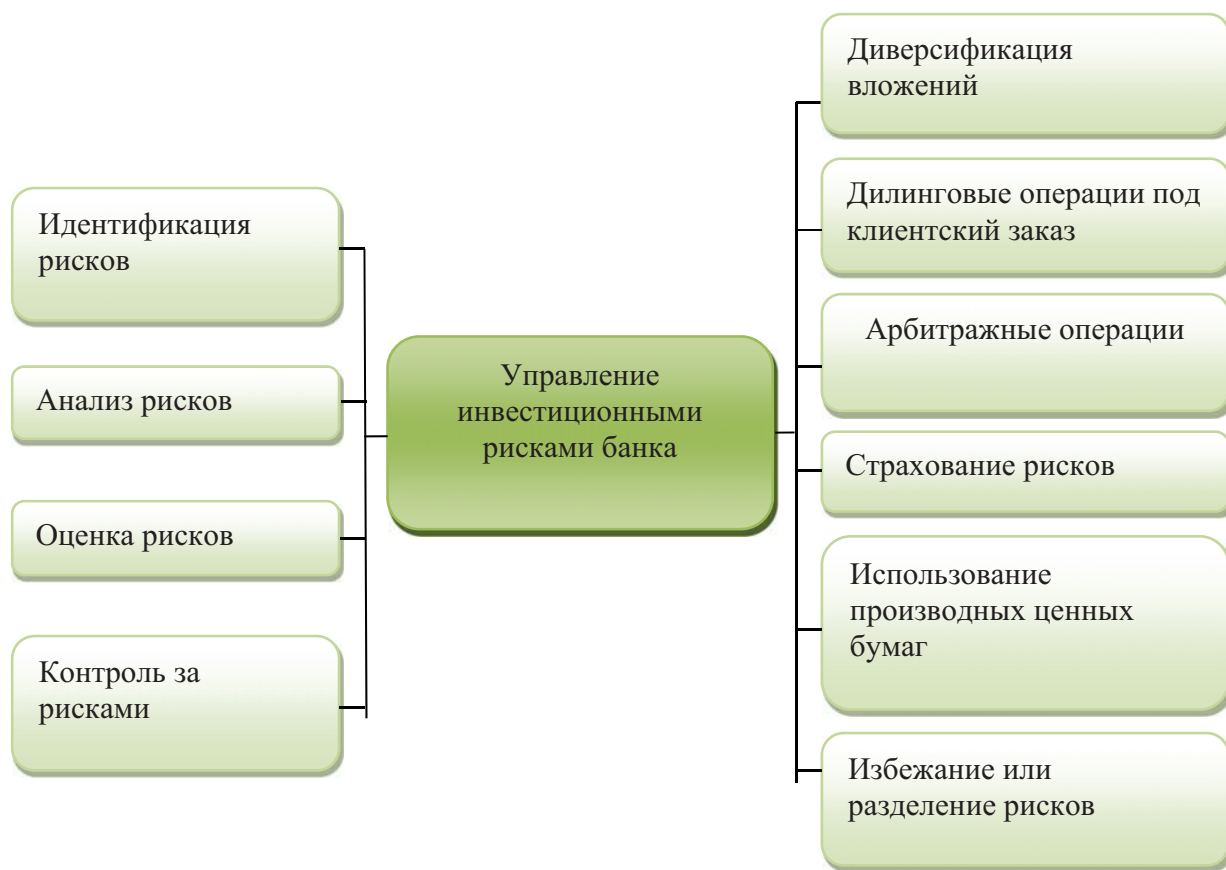 Идентификация
рисков
Анализ рисков
Оценка рисков
Контроль за
рисками
Управление
инвестиционными
рисками банка
Диверсификация
вложений
Дилинговые операции под
клиентский заказ
Арбитражные операции
Страхование рисков
Использование
производных ценных
бумаг
Избежание или
разделение рисков